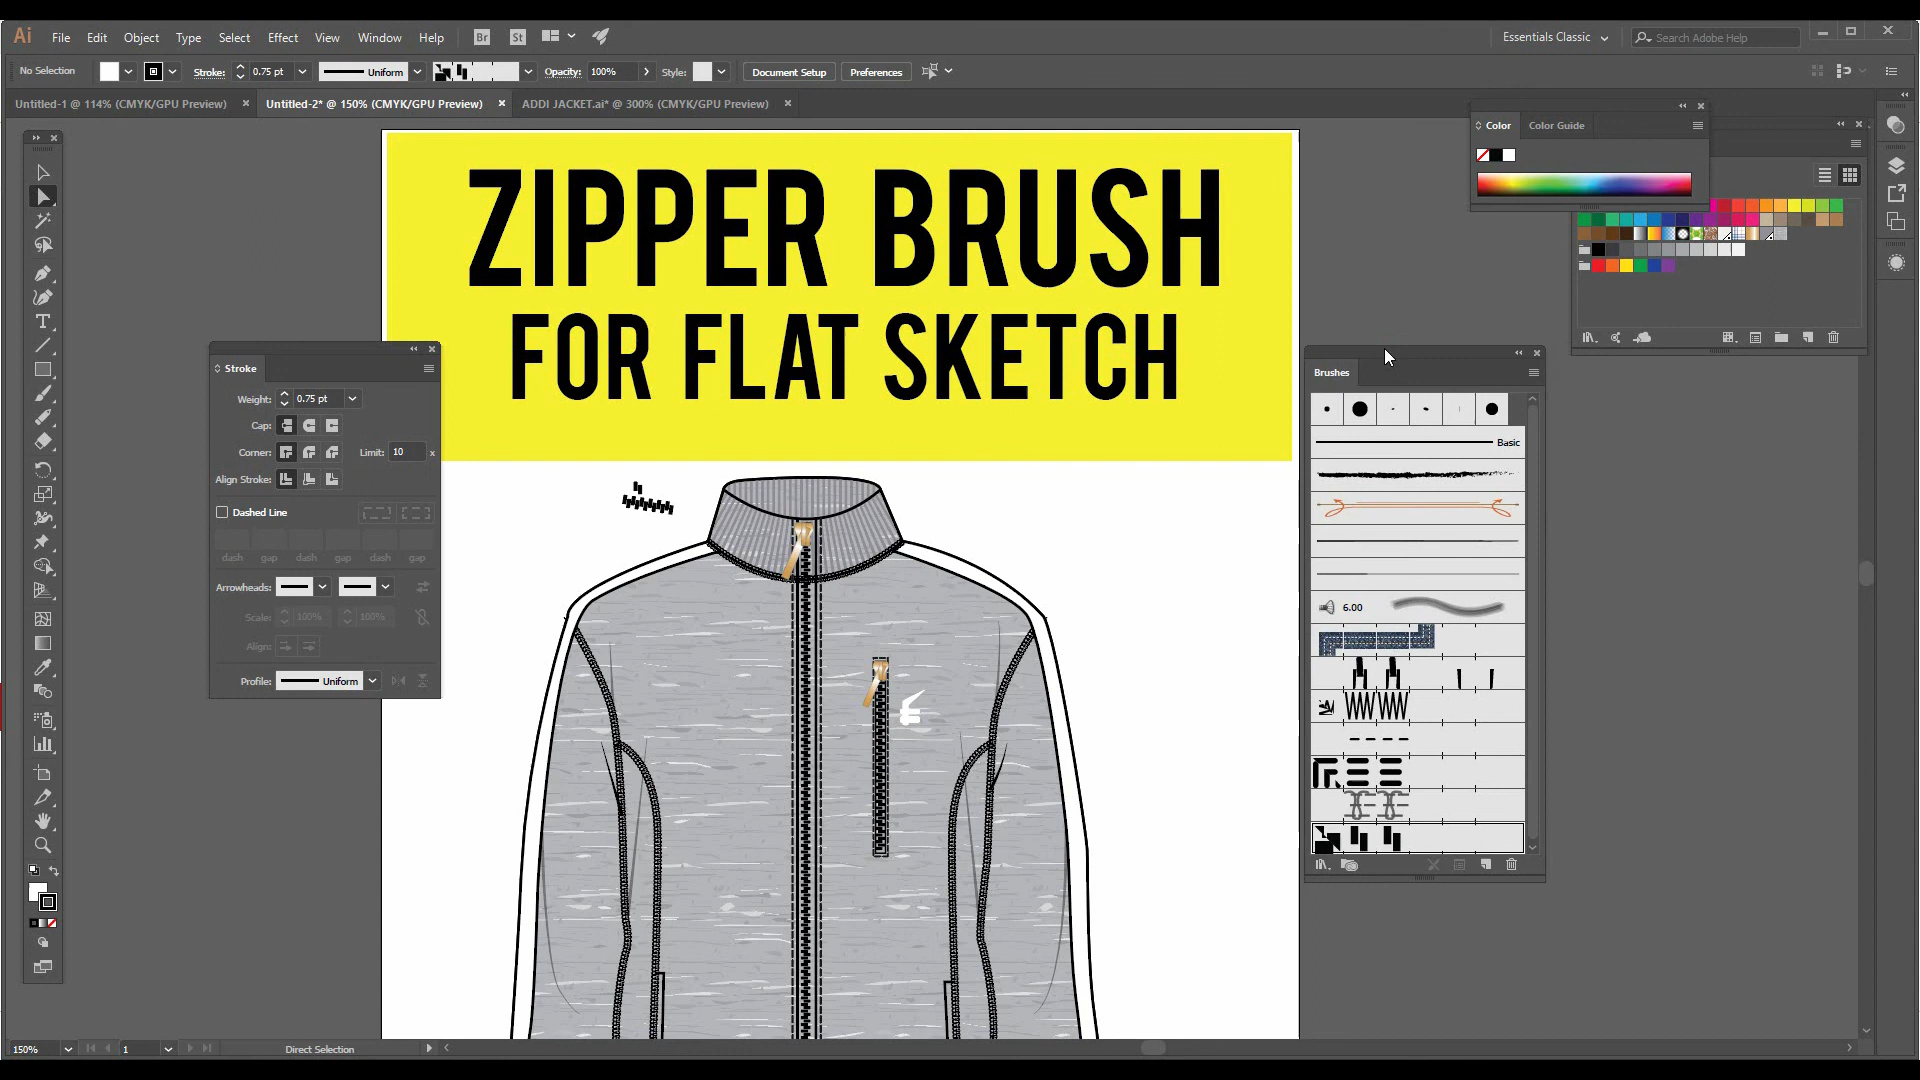 Ai File Edit Object Type Select Effect View Window Help Br St Essentials Classic Search Adobe Help
No Selection Stroke: 0.75 pt Uniform Opacity: 100% Style: Document Setup Preferences
Untitled-1 @ 114% (CMYK/GPU Preview) × Untitled-2* @ 150% (CMYK/GPU Preview) × ADDI JACKET.ai* @ 300% (CMYK/GPU Preview) ×
Color Color Guide
ZIPPER BRUSH
FOR FLAT SKETCH
Stroke
Weight: 0.75 pt
Cap:
Corner: Limit: 10 x
Align Stroke:
Dashed Line
dash gap dash gap dash gap
Arrowheads:
Scale: 100% 100%
Align:
Profile: Uniform
Brushes
Basic
6.00
150% 1 Direct Selection